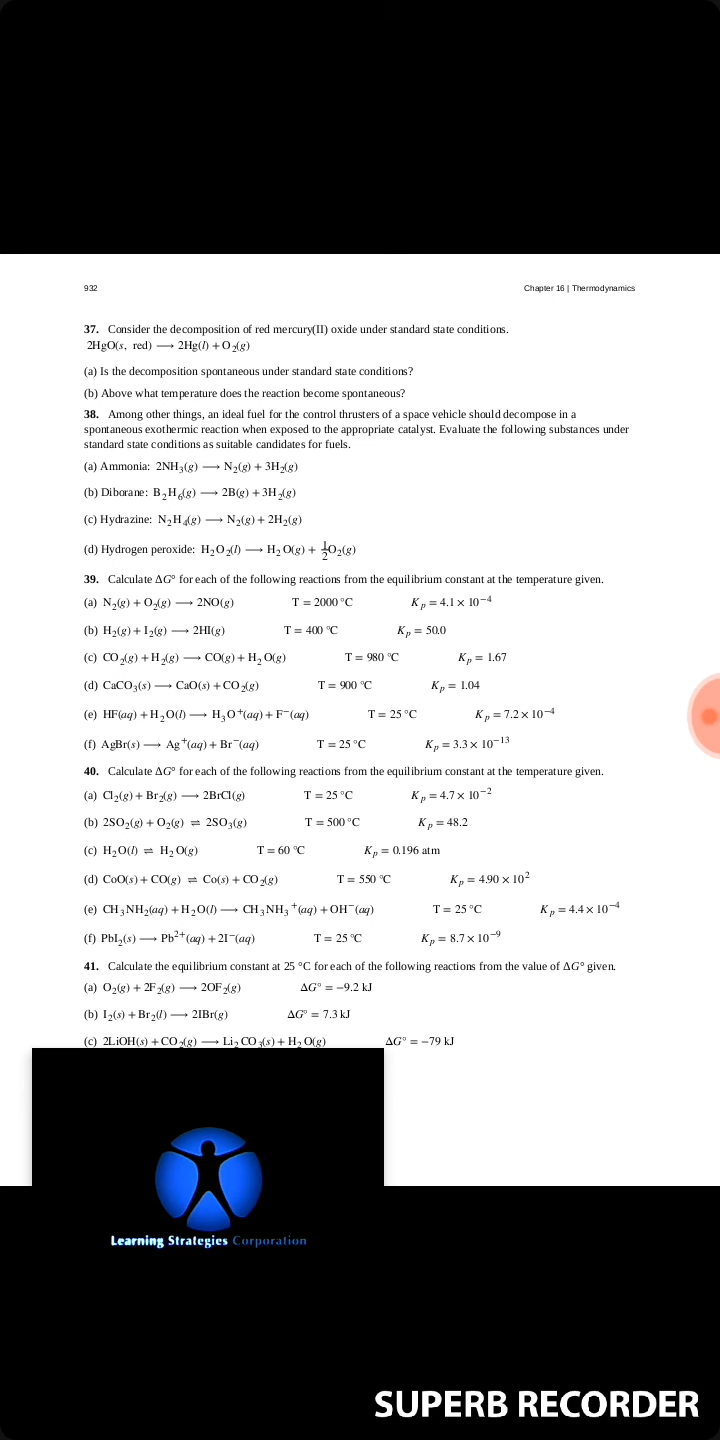 932 Chapter 16 | Thermodynamics
37. Consider the decomposition of red mercury(II) oxide under standard state conditions.
2HgO(s, red) ⟶ 2Hg(l) + O₂(g)
(a) Is the decomposition spontaneous under standard state conditions?
(b) Above what temperature does the reaction become spontaneous?
38. Among other things, an ideal fuel for the control thrusters of a space vehicle should decompose in a
spontaneous exothermic reaction when exposed to the appropriate catalyst. Evaluate the following substances under
standard state conditions as suitable candidates for fuels.
(a) Ammonia: 2NH₃(g) ⟶ N₂(g) + 3H₂(g)
(b) Diborane: B₂H₆(g) ⟶ 2B(g) + 3H₂(g)
(c) Hydrazine: N₂H₄(g) ⟶ N₂(g) + 2H₂(g)
(d) Hydrogen peroxide: H₂O₂(l) ⟶ H₂O(g) + ½O₂(g)
39. Calculate ΔG° for each of the following reactions from the equilibrium constant at the temperature given.
(a) N₂(g) + O₂(g) ⟶ 2NO(g) T = 2000 °C Kₚ = 4.1 × 10⁻⁴
(b) H₂(g) + I₂(g) ⟶ 2HI(g) T = 400 °C Kₚ = 50.0
(c) CO₂(g) + H₂(g) ⟶ CO(g) + H₂O(g) T = 980 °C Kₚ = 1.67
(d) CaCO₃(s) ⟶ CaO(s) + CO₂(g) T = 900 °C Kₚ = 1.04
(e) HF(aq) + H₂O(l) ⟶ H₃O⁺(aq) + F⁻(aq) T = 25 °C Kₚ = 7.2 × 10⁻⁴
(f) AgBr(s) ⟶ Ag⁺(aq) + Br⁻(aq) T = 25 °C Kₚ = 3.3 × 10⁻¹³
40. Calculate ΔG° for each of the following reactions from the equilibrium constant at the temperature given.
(a) Cl₂(g) + Br₂(g) ⟶ 2BrCl(g) T = 25 °C Kₚ = 4.7 × 10⁻²
(b) 2SO₂(g) + O₂(g) ⇌ 2SO₃(g) T = 500 °C Kₚ = 48.2
(c) H₂O(l) ⇌ H₂O(g) T = 60 °C Kₚ = 0.196 atm
(d) CoO(s) + CO(g) ⇌ Co(s) + CO₂(g) T = 550 °C Kₚ = 4.90 × 10²
(e) CH₃NH₂(aq) + H₂O(l) ⟶ CH₃NH₃⁺(aq) + OH⁻(aq) T = 25 °C Kₚ = 4.4 × 10⁻⁴
(f) PbI₂(s) ⟶ Pb²⁺(aq) + 2I⁻(aq) T = 25 °C Kₚ = 8.7 × 10⁻⁹
41. Calculate the equilibrium constant at 25 °C for each of the following reactions from the value of ΔG° given.
(a) O₂(g) + 2F₂(g) ⟶ 2OF₂(g) ΔG° = −9.2 kJ
(b) I₂(s) + Br₂(l) ⟶ 2IBr(g) ΔG° = 7.3 kJ
(c) 2LiOH(s) + CO₂(g) ⟶ Li₂CO₃(s) + H₂O(g) ΔG° = −79 kJ
Learning Strategies Corporation
SUPERB RECORDER